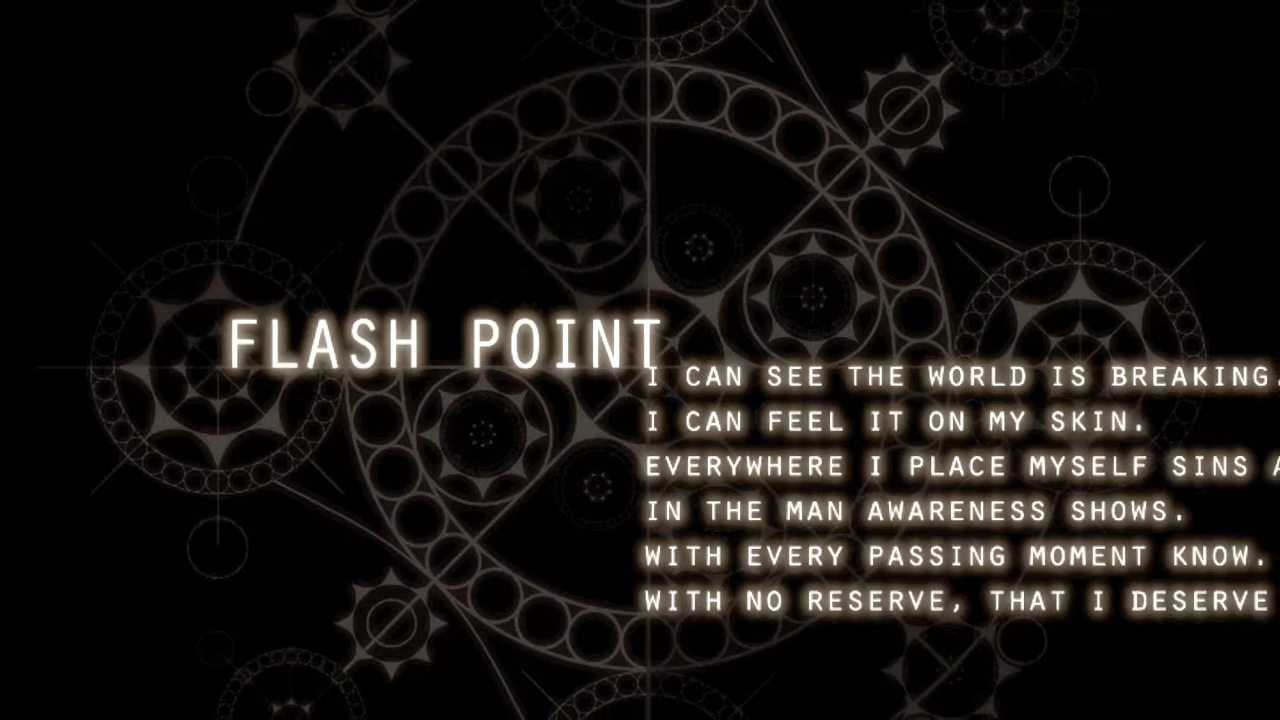 FLASH POINT
I CAN SEE THE WORLD IS BREAKING.
I CAN FEEL IT ON MY SKIN.
EVERYWHERE I PLACE MYSELF SINS
IN THE MAN AWARENESS SHOWS.
WITH EVERY PASSING MOMENT KNOW.
WITH NO RESERVE, THAT I DESERVE